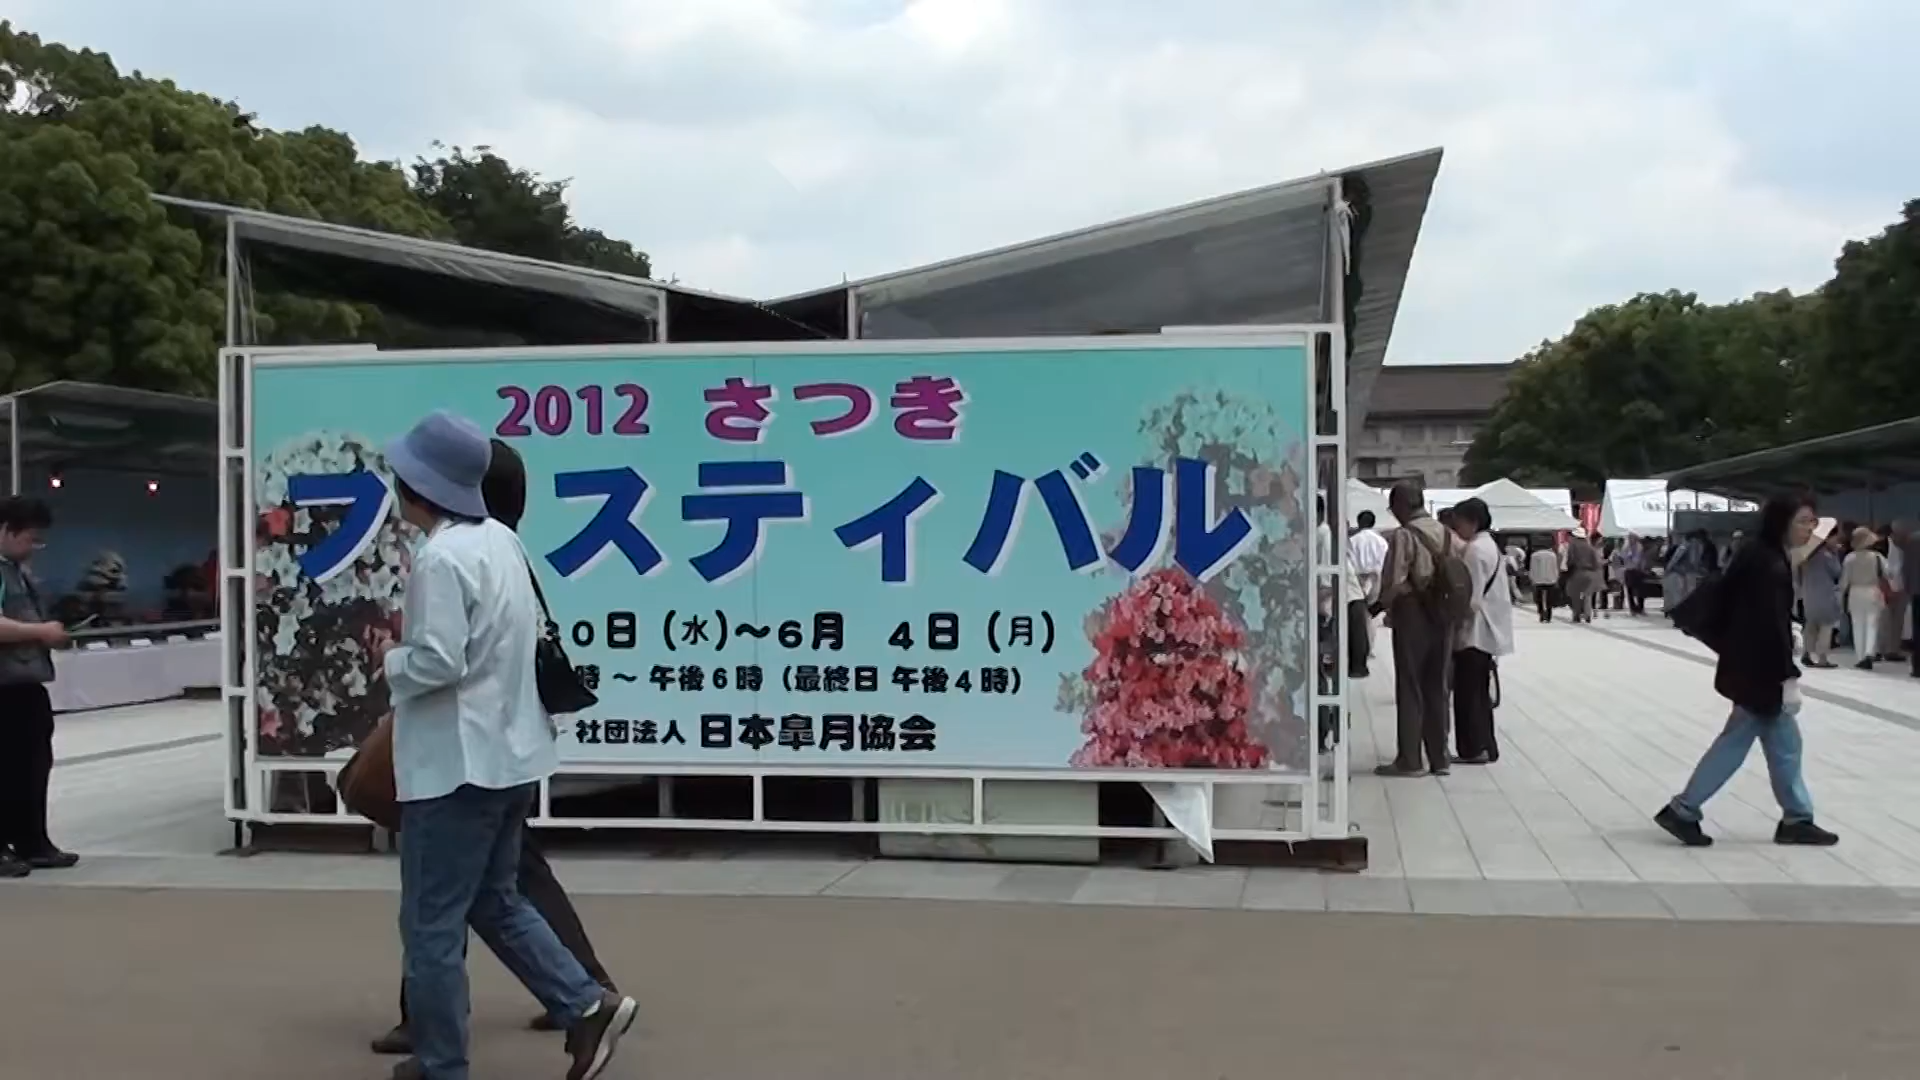 2012 さつき
フ スティバル
30日(水)～6月 4日(月)
時～午後6時(最終日 午後4時)
社団法人 日本皐月協会